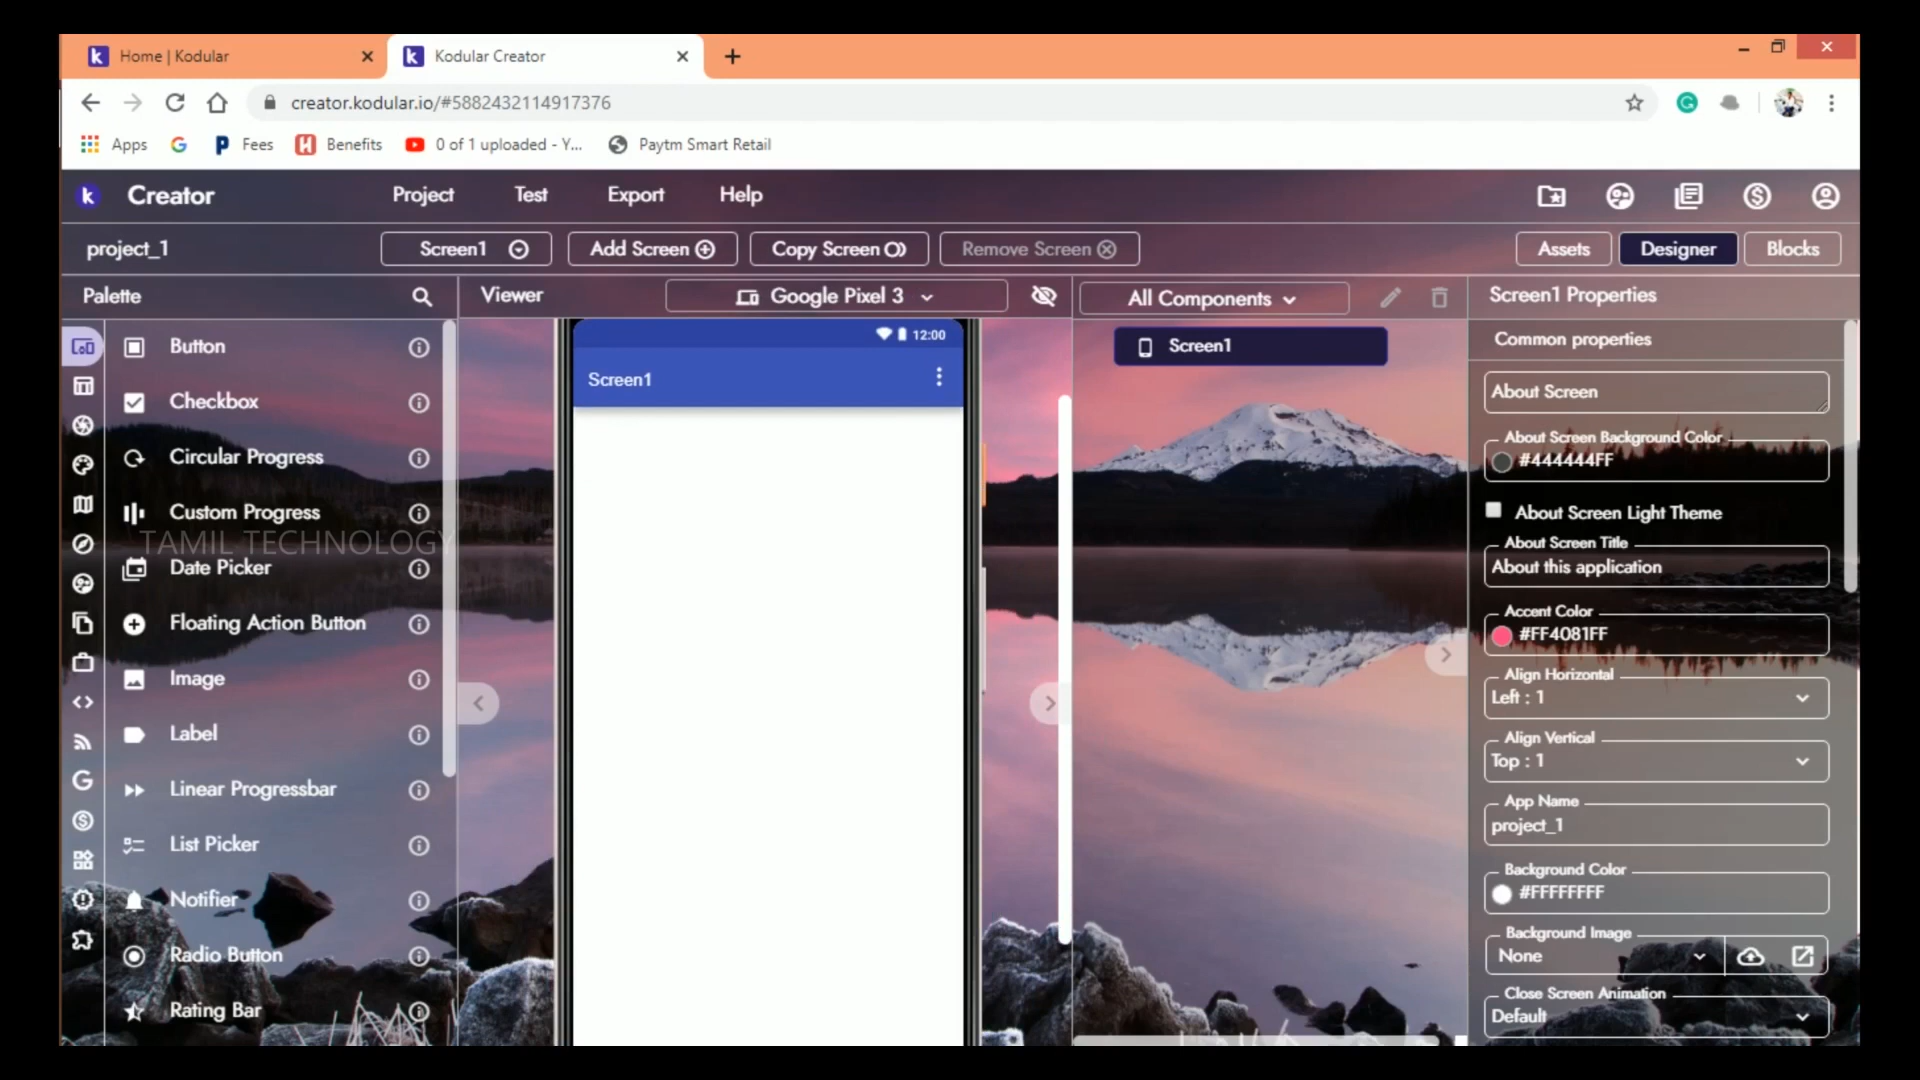 Home | Kodular
Kodular Creator
creator.kodular.io/#5882432114917376
Apps
Fees
Benefits
0 of 1 uploaded - Y...
Paytm Smart Retail
Creator
Project
Test
Export
Help
project_1
Screen1
Add Screen
Copy Screen
Remove Screen
Assets
Designer
Blocks
Palette
Viewer
Google Pixel 3
All Components
Screen1 Properties
Button
Checkbox
Circular Progress
Custom Progress
TAMIL TECHNOLOGY
Date Picker
Floating Action Button
Image
Label
Linear Progressbar
List Picker
Notifier
Radio Button
Rating Bar
12:00
Screen1
Screen1
Common properties
About Screen
About Screen Background Color
#444444FF
About Screen Light Theme
About Screen Title
About this application
Accent Color
#FF4081FF
Align Horizontal
Left : 1
Align Vertical
Top : 1
App Name
project_1
Background Color
#FFFFFFFF
Background Image
None
Close Screen Animation
Default